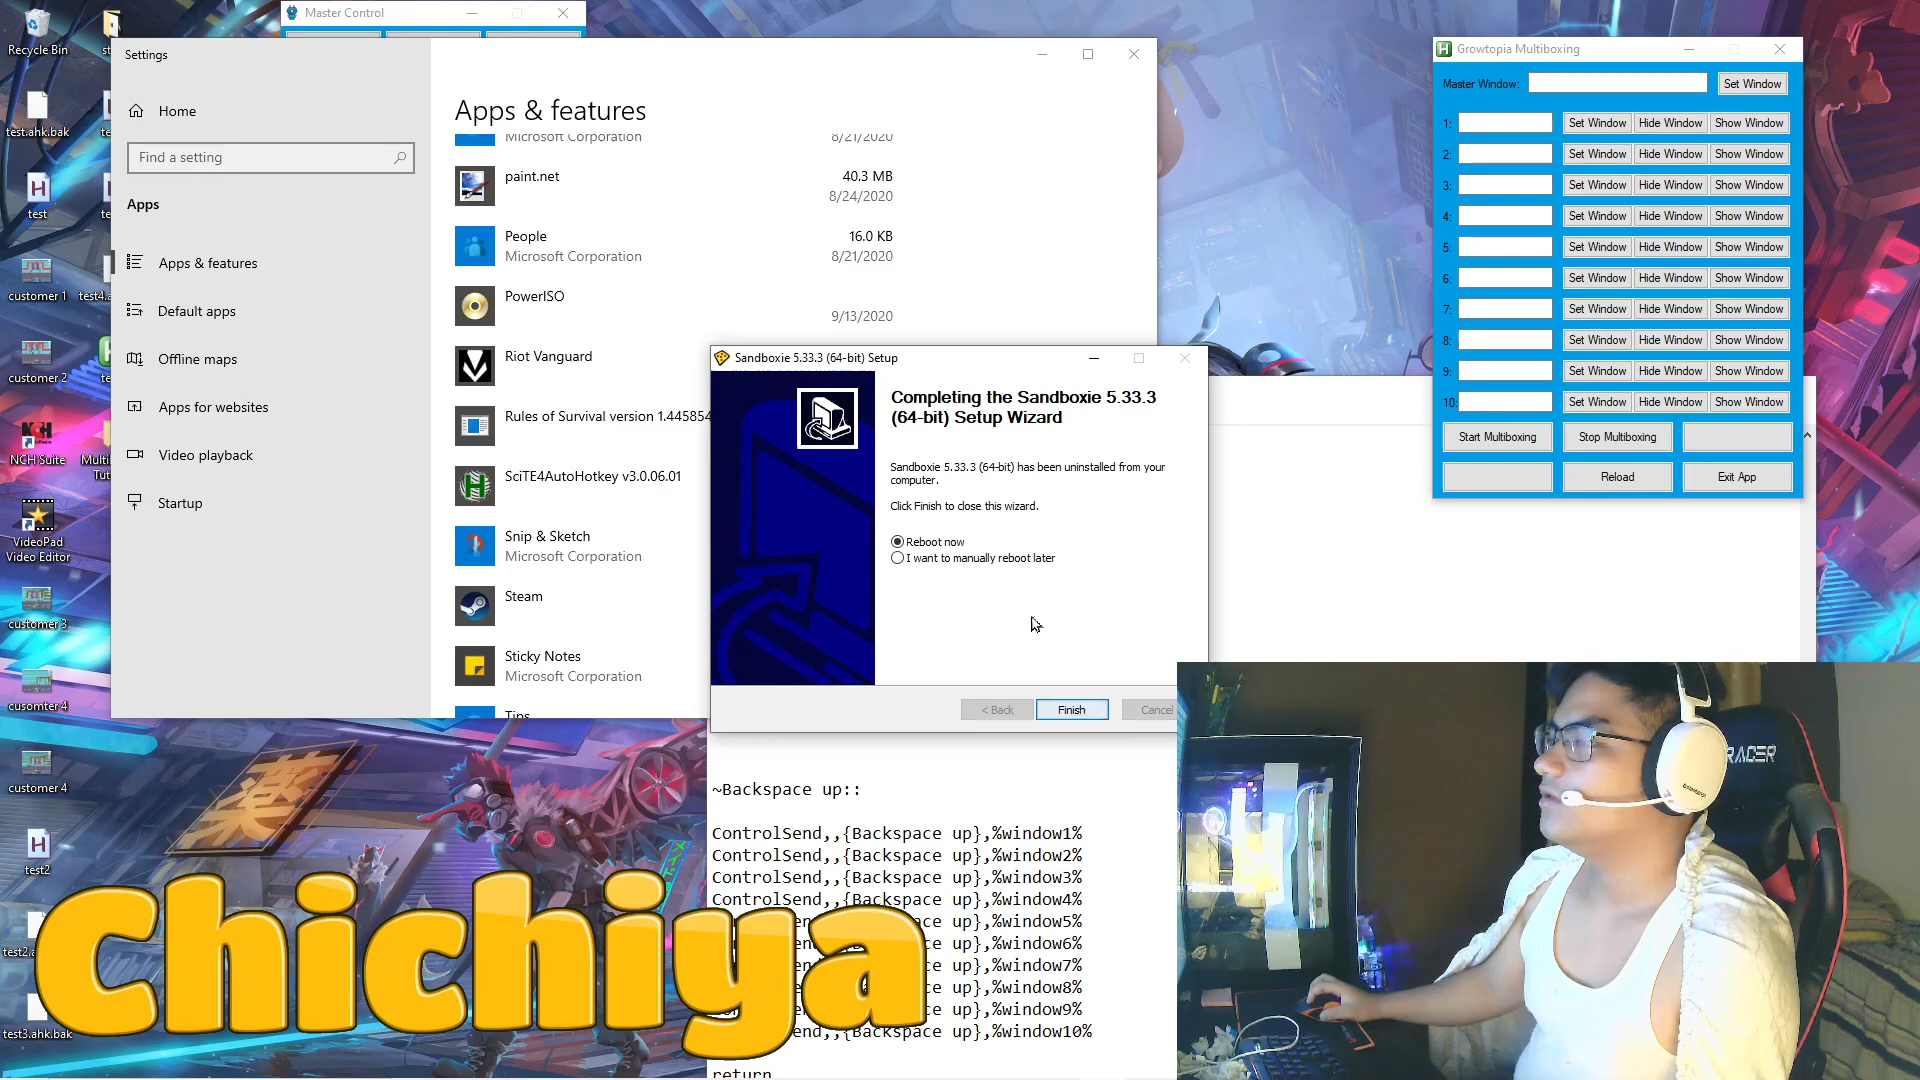 Recycle Bin
test.ahk.bak
test
customer 1
test4.a
customer 2
NCH Suite
Multi
Tut
VideoPad
Video Editor
customer 3
cusomter 4
customer 4
test2
test2.a
test3.ahk.bak
Master Control
Settings
Home
Find a setting
Apps
Apps & features
Default apps
Offline maps
Apps for websites
Video playback
Startup
Apps & features
Microsoft Corporation
8/21/2020
paint.net
40.3 MB
8/24/2020
People
16.0 KB
Microsoft Corporation
8/21/2020
PowerISO
9/13/2020
Riot Vanguard
Rules of Survival version 1.445854
SciTE4AutoHotkey v3.0.06.01
Snip & Sketch
Microsoft Corporation
Steam
Sticky Notes
Microsoft Corporation
Tips
Sandboxie 5.33.3 (64-bit) Setup
Completing the Sandboxie 5.33.3
(64-bit) Setup Wizard
Sandboxie 5.33.3 (64-bit) has been uninstalled from your
computer.
Click Finish to close this wizard.
Reboot now
I want to manually reboot later
< Back
Finish
Cancel
Growtopia Multiboxing
Master Window:
Set Window
1: Set Window Hide Window Show Window
2: Set Window Hide Window Show Window
3: Set Window Hide Window Show Window
4: Set Window Hide Window Show Window
5: Set Window Hide Window Show Window
6: Set Window Hide Window Show Window
7: Set Window Hide Window Show Window
8: Set Window Hide Window Show Window
9: Set Window Hide Window Show Window
10: Set Window Hide Window Show Window
Start Multiboxing
Stop Multiboxing
Reload
Exit App
~Backspace up::
ControlSend,,{Backspace up},%window1%
ControlSend,,{Backspace up},%window2%
ControlSend,,{Backspace up},%window3%
ControlSend,,{Backspace up},%window4%
end,,{Backspace up},%window5%
ce up},%window6%
ce up},%window7%
ce up},%window8%
ce up},%window9%
end,,{Backspace up},%window10%
return
Chichiya
RACER